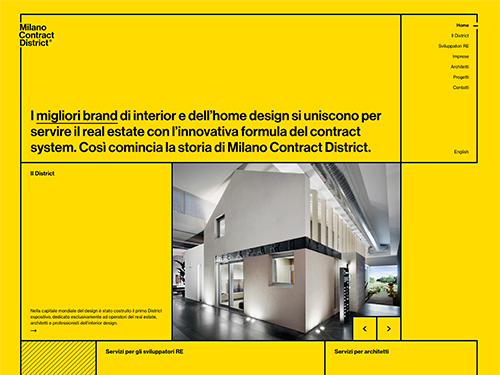 Milano
Contract
District®
Home
Il District
Sviluppatori RE
Imprese
Architetti
Progetti
Contatti
English
I migliori brand di interior e dell'home design si uniscono per
servire il real estate con l'innovativa formula del contract
system. Così comincia la storia di Milano Contract District.
Il District
Nella capitale mondiale del design è stato costruito il primo District
espositivo, dedicato esclusivamente ad operatori del real estate,
architetti e professionisti dell'interior design.
→
Servizi per gli sviluppatori RE
Servizi per architetti